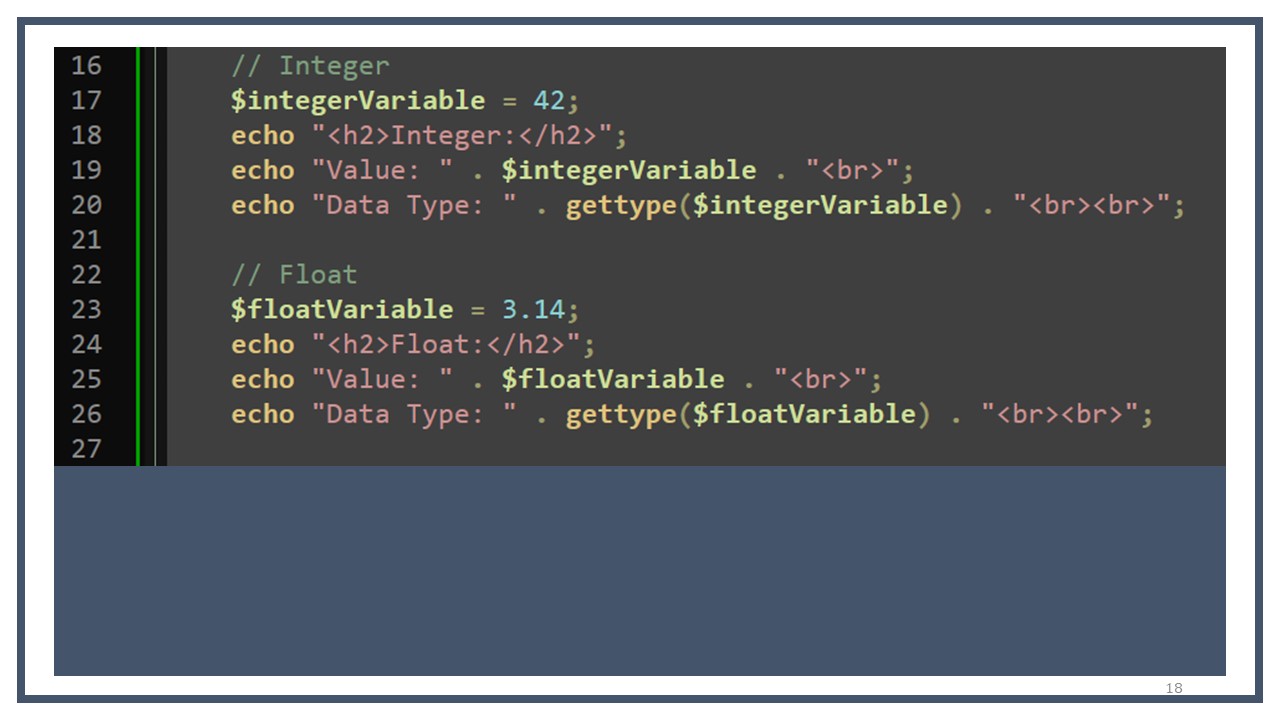 16 // Integer
17 $integerVariable = 42;
18 echo "<h2>Integer:</h2>";
19 echo "Value: " . $integerVariable . "<br>";
20 echo "Data Type: " . gettype($integerVariable) . "<br><br>";
21
22 // Float
23 $floatVariable = 3.14;
24 echo "<h2>Float:</h2>";
25 echo "Value: " . $floatVariable . "<br>";
26 echo "Data Type: " . gettype($floatVariable) . "<br><br>";
27
18